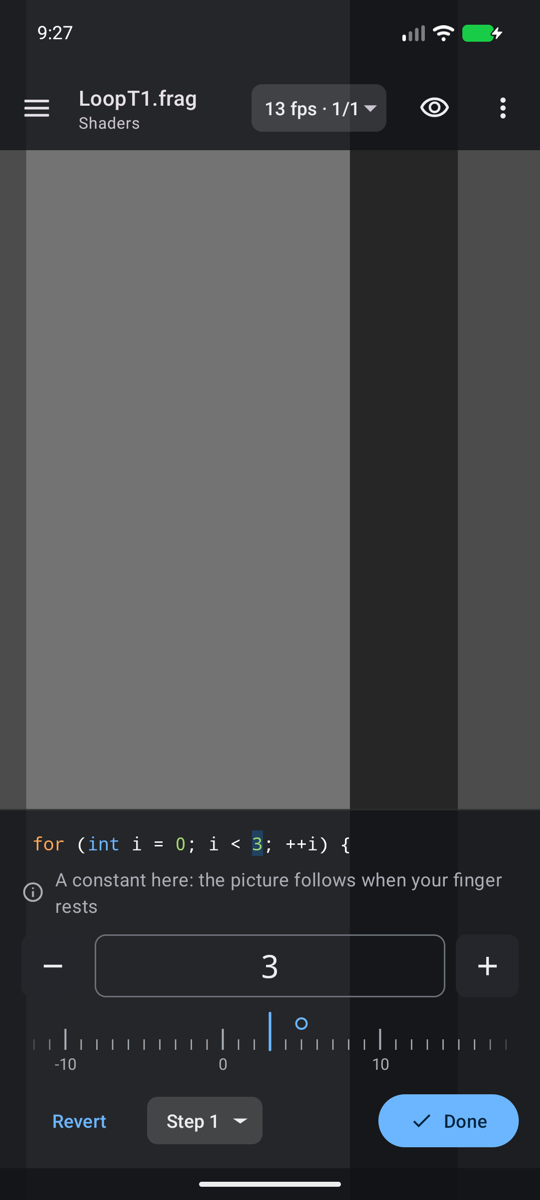 9:27
LoopT1.frag
Shaders
13 fps · 1/1
for (int i = 0; i < 3; ++i) {
A constant here: the picture follows when your finger
rests
− 3 +
-10 0 10
Revert Step 1 Done